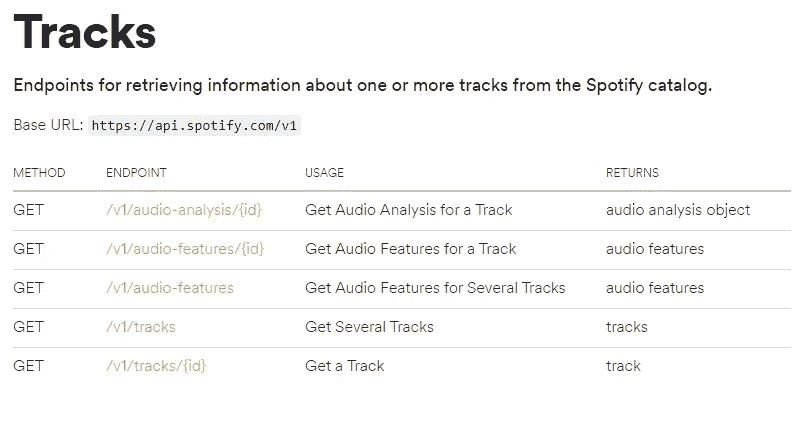 Tracks
Endpoints for retrieving information about one or more tracks from the Spotify catalog.
Base URL: https://api.spotify.com/v1
METHOD ENDPOINT USAGE RETURNS
GET /v1/audio-analysis/{id} Get Audio Analysis for a Track audio analysis object
GET /v1/audio-features/{id} Get Audio Features for a Track audio features
GET /v1/audio-features Get Audio Features for Several Tracks audio features
GET /v1/tracks Get Several Tracks tracks
GET /v1/tracks/{id} Get a Track track